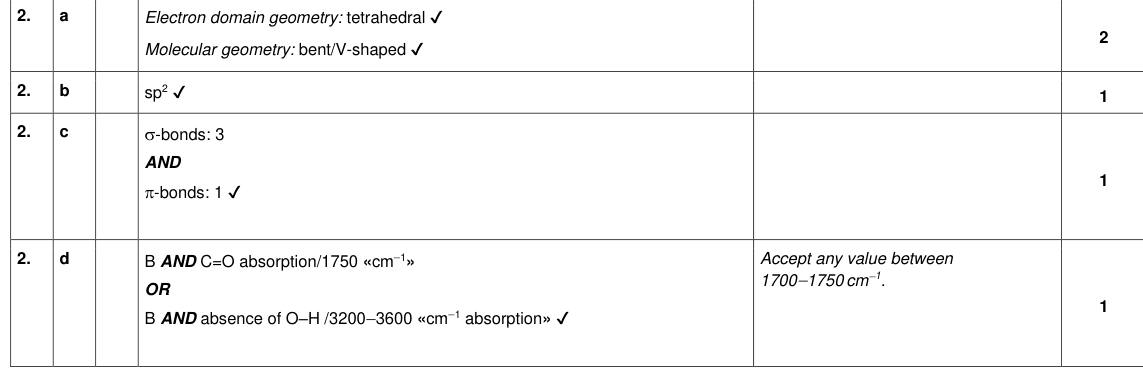 2. a Electron domain geometry: tetrahedral ✓
Molecular geometry: bent/V-shaped ✓
2
2. b sp² ✓
1
2. c σ-bonds: 3
AND
π-bonds: 1 ✓
1
2. d B AND C=O absorption/1750 «cm⁻¹» Accept any value between
OR 1700–1750 cm⁻¹.
B AND absence of O–H /3200–3600 «cm⁻¹ absorption» ✓
1